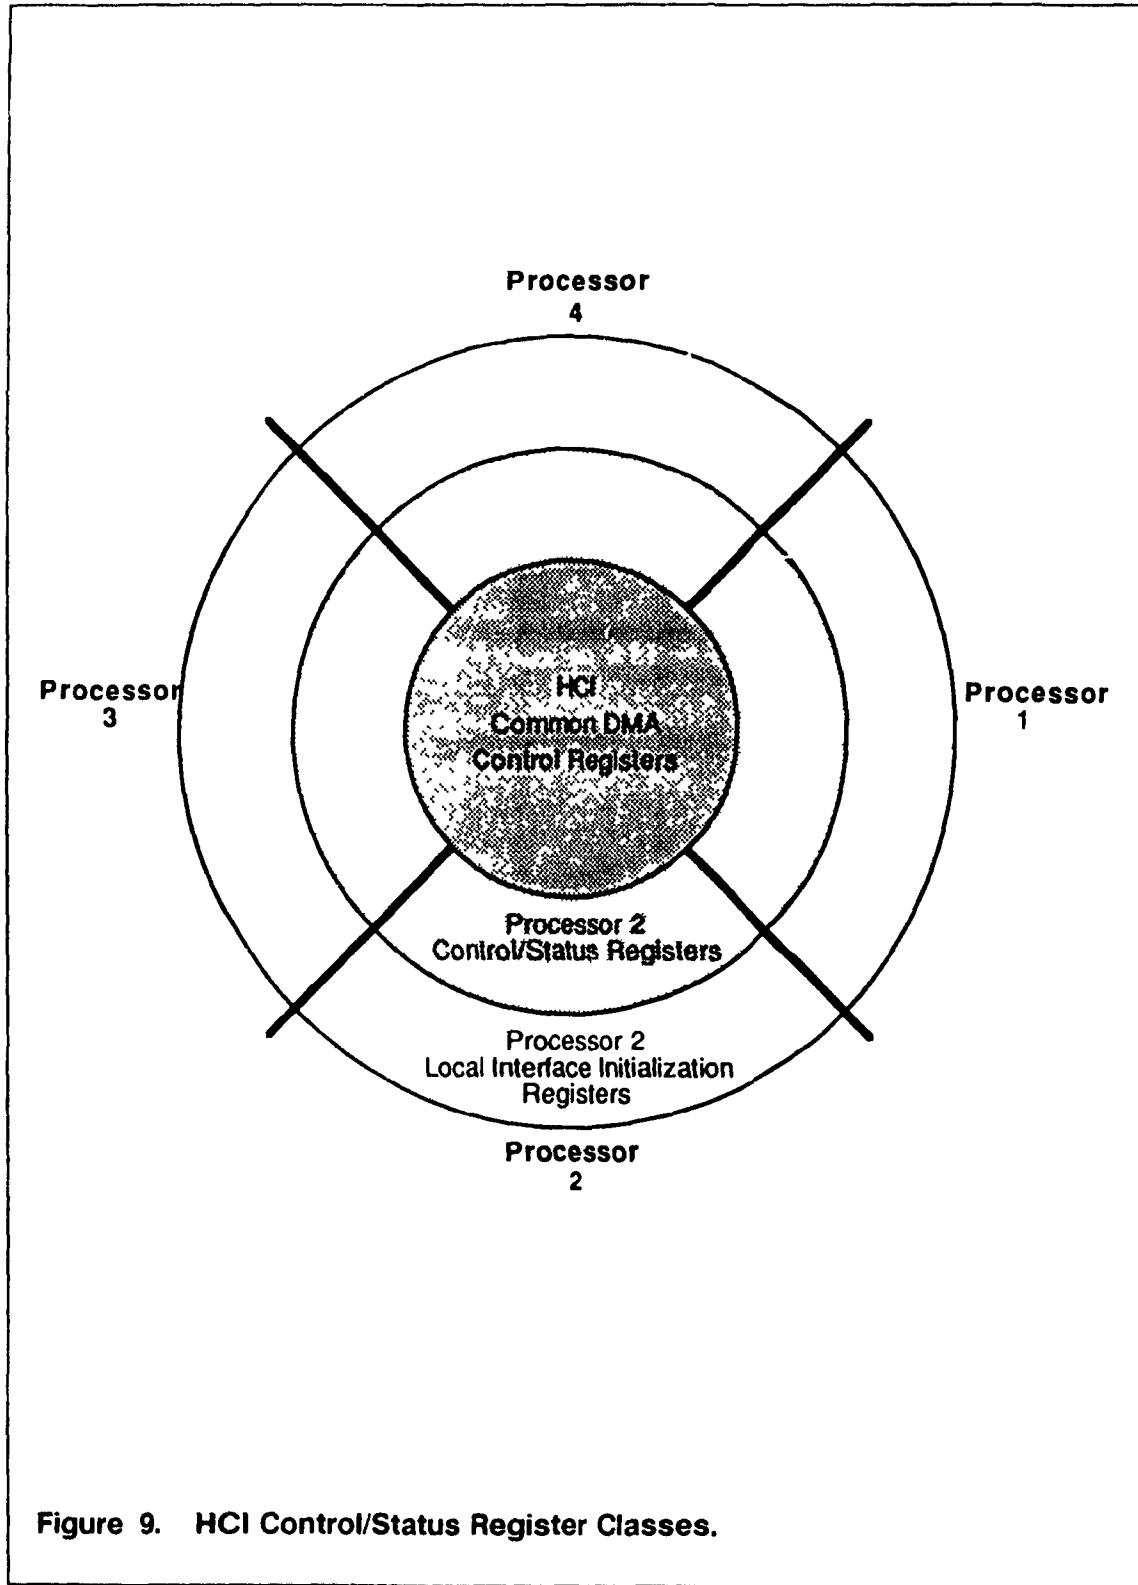 Processor
4
Processor
3
HCI
Common DMA
Control Registers
Processor
1
Processor 2
Control/Status Registers
Processor 2
Local Interface Initialization
Registers
Processor
2
Figure 9. HCI Control/Status Register Classes.